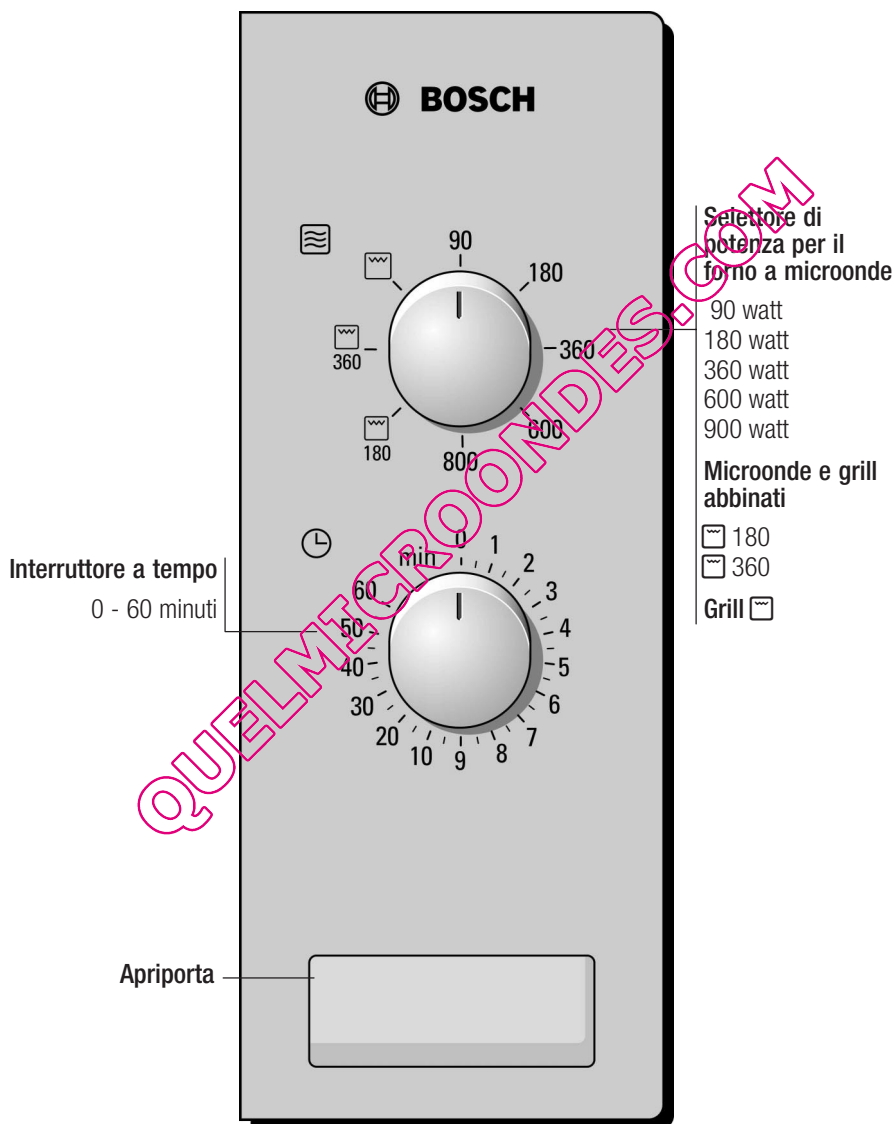 BOSCH
90
180
360
600
800
180
360
Selettore di
potenza per il
forno a microonde
90 watt
180 watt
360 watt
600 watt
900 watt
Microonde e grill
abbinati
180
360
Grill
min
0
1
2
3
4
5
6
7
8
9
10
20
30
40
50
60
Interruttore a tempo
0 - 60 minuti
Apriporta
QUELMICROONDES.COM